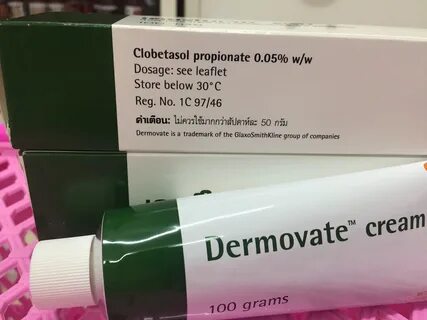 Clobetasol propionate 0.05% w/w
Dosage: see leaflet
Store below 30°C
Reg. No. 1C 97/46
คำเตือน: ไม่ควรใช้มากกว่าสัปดาห์ละ 50 กรัม
Dermovate is a trademark of the GlaxoSmithKline group of companies
Dermovate™ cream
100 grams